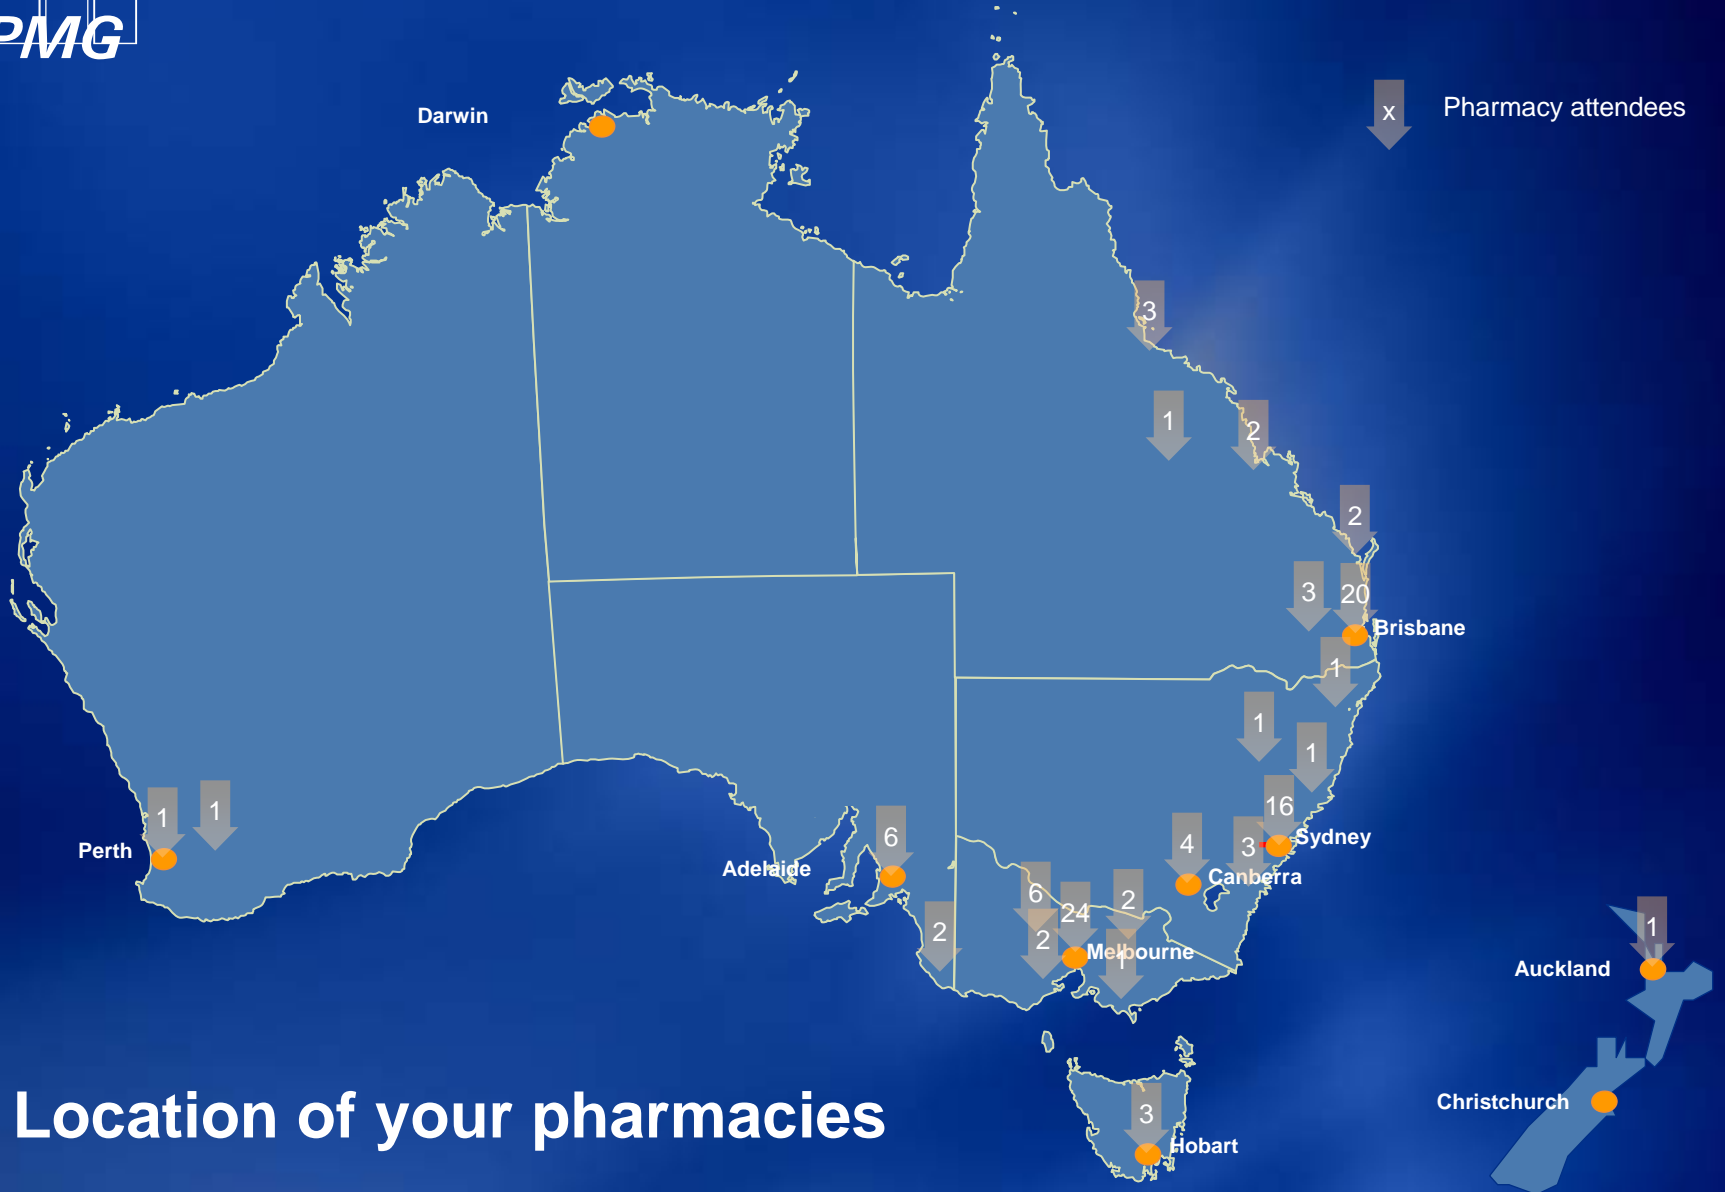 PMG
Darwin
x Pharmacy attendees
3
1
2
2
3
20
Brisbane
1
1
1
1
1
16
Perth
6
4
3
Sydney
Adelaide
Canberra
6
24
2
2
2
Melbourne
1
1
Auckland
Location of your pharmacies
3
Christchurch
Hobart